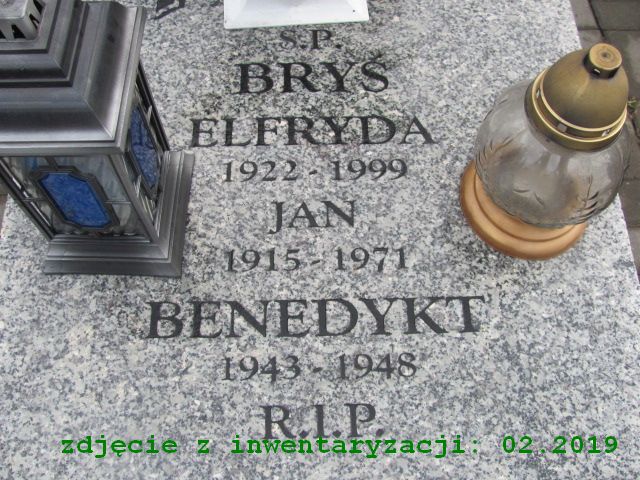 Ś.P.
BRYŚ
ELFRYDA
1922 - 1999
JAN
1915 - 1971
BENEDYKT
1943 - 1948
R.I.P.
zdjęcie z inwentaryzacji: 02.2019